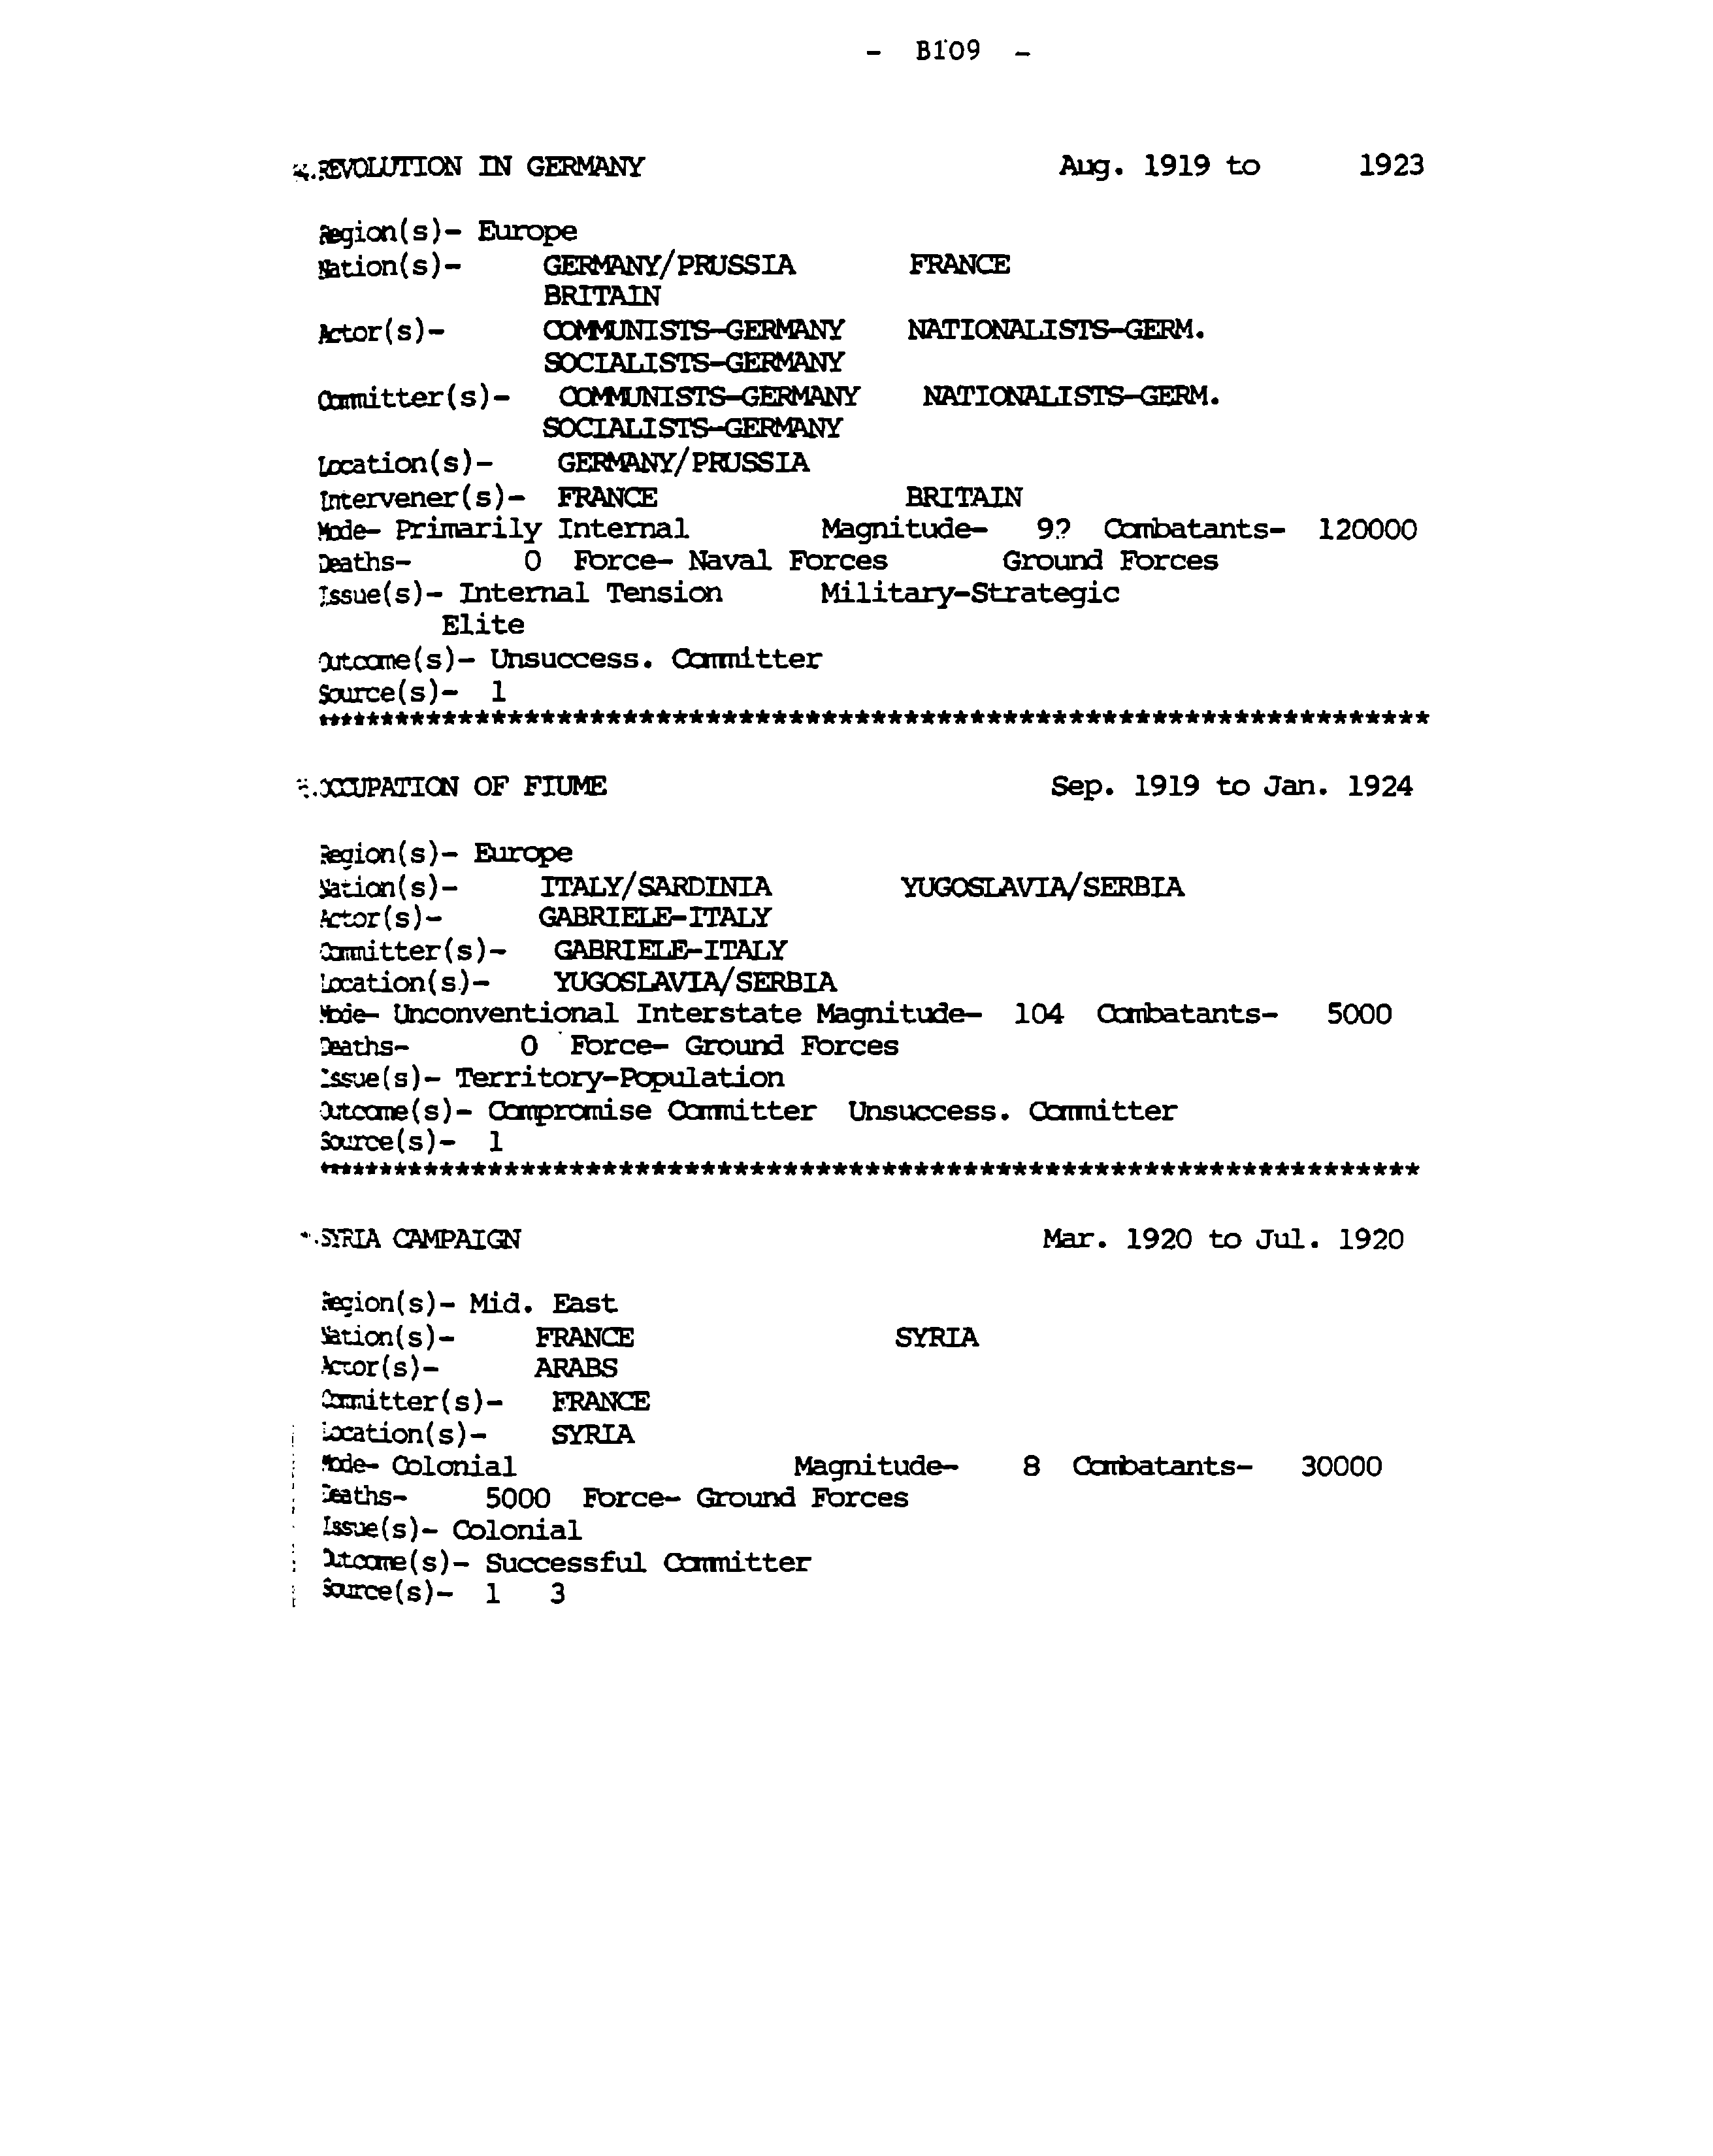 - B109 -
REVOLUTION IN GERMANY Aug. 1919 to 1923
Region(s)- Europe
Nation(s)- GERMANY/PRUSSIA FRANCE
BRITAIN
Actor(s)- COMMUNISTS-GERMANY NATIONALISTS-GERM.
SOCIALISTS-GERMANY
Committer(s)- COMMUNISTS-GERMANY NATIONALISTS-GERM.
SOCIALISTS-GERMANY
Location(s)- GERMANY/PRUSSIA
Intervener(s)- FRANCE BRITAIN
Mode- Primarily Internal Magnitude- 9? Combatants- 120000
Deaths- 0 Force- Naval Forces Ground Forces
Issue(s)- Internal Tension Military-Strategic
Elite
Outcome(s)- Unsuccess. Committer
Source(s)- 1
********************************************************************
OCCUPATION OF FIUME Sep. 1919 to Jan. 1924
Region(s)- Europe
Nation(s)- ITALY/SARDINIA YUGOSLAVIA/SERBIA
Actor(s)- GABRIELE-ITALY
Committer(s)- GABRIELE-ITALY
Location(s)- YUGOSLAVIA/SERBIA
Mode- Unconventional Interstate Magnitude- 104 Combatants- 5000
Deaths- 0 Force- Ground Forces
Issue(s)- Territory-Population
Outcome(s)- Compromise Committer Unsuccess. Committer
Source(s)- 1
********************************************************************
SYRIA CAMPAIGN Mar. 1920 to Jul. 1920
Region(s)- Mid. East
Nation(s)- FRANCE SYRIA
Actor(s)- ARABS
Committer(s)- FRANCE
Location(s)- SYRIA
Mode- Colonial Magnitude- 8 Combatants- 30000
Deaths- 5000 Force- Ground Forces
Issue(s)- Colonial
Outcome(s)- Successful Committer
Source(s)- 1 3